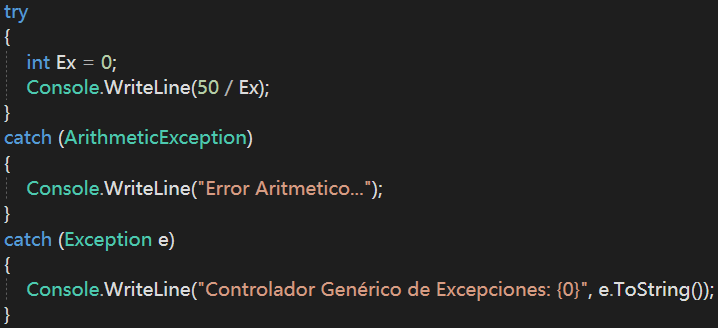 try
{
int Ex = 0;
Console.WriteLine(50 / Ex);
}
catch (ArithmeticException)
{
Console.WriteLine("Error Aritmetico...");
}
catch (Exception e)
{
Console.WriteLine("Controlador Genérico de Excepciones: {0}", e.ToString());
}